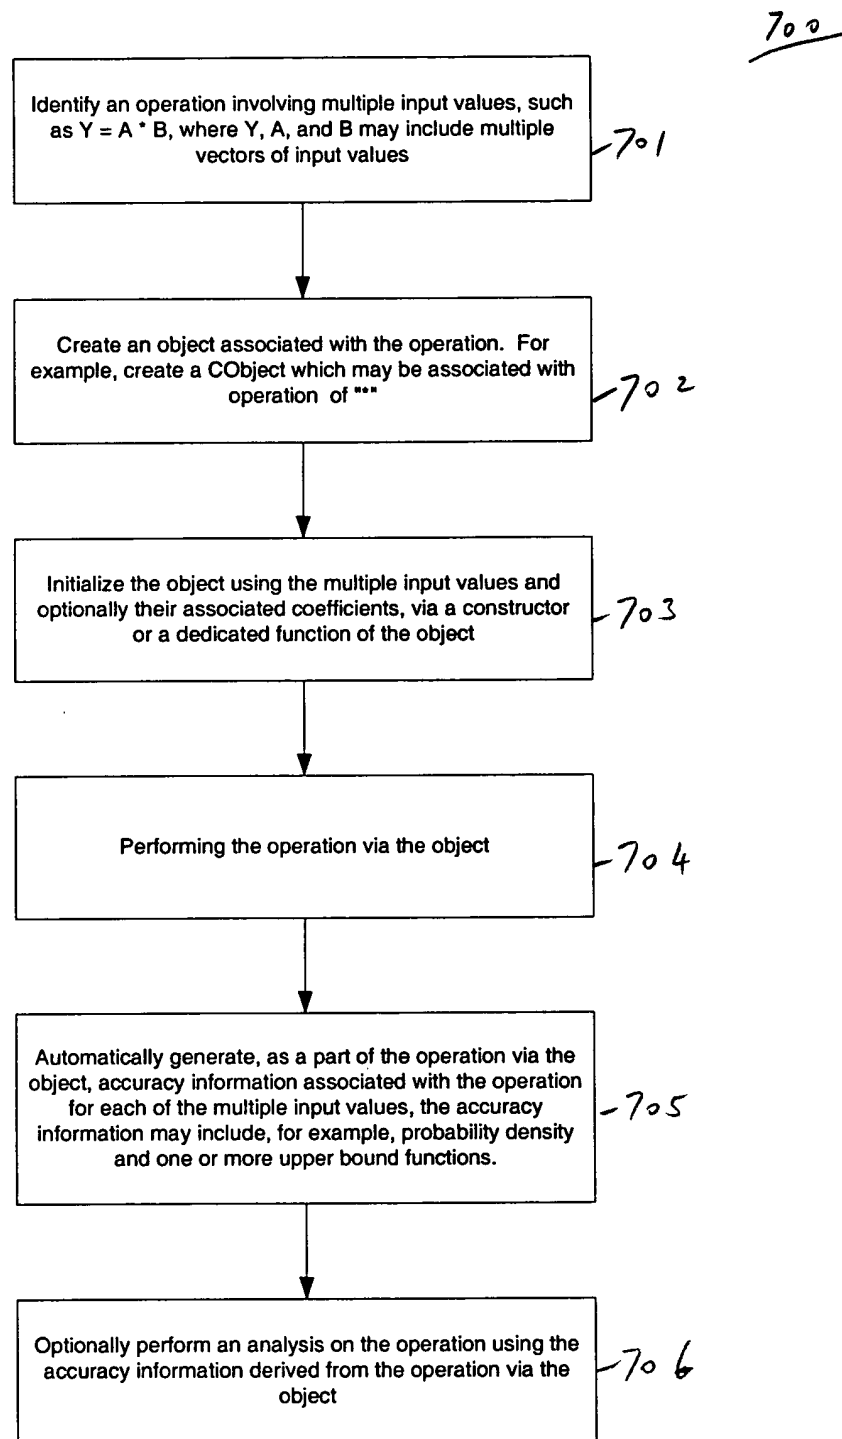 700
Identify an operation involving multiple input values, such
as Y = A * B, where Y, A, and B may include multiple
vectors of input values
701
Create an object associated with the operation. For
example, create a CObject which may be associated with
operation of "*"
702
Initialize the object using the multiple input values and
optionally their associated coefficients, via a constructor
or a dedicated function of the object
703
Performing the operation via the object
704
Automatically generate, as a part of the operation via the
object, accuracy information associated with the operation
for each of the multiple input values, the accuracy
information may include, for example, probability density
and one or more upper bound functions.
705
Optionally perform an analysis on the operation using the
accuracy information derived from the operation via the
object
706